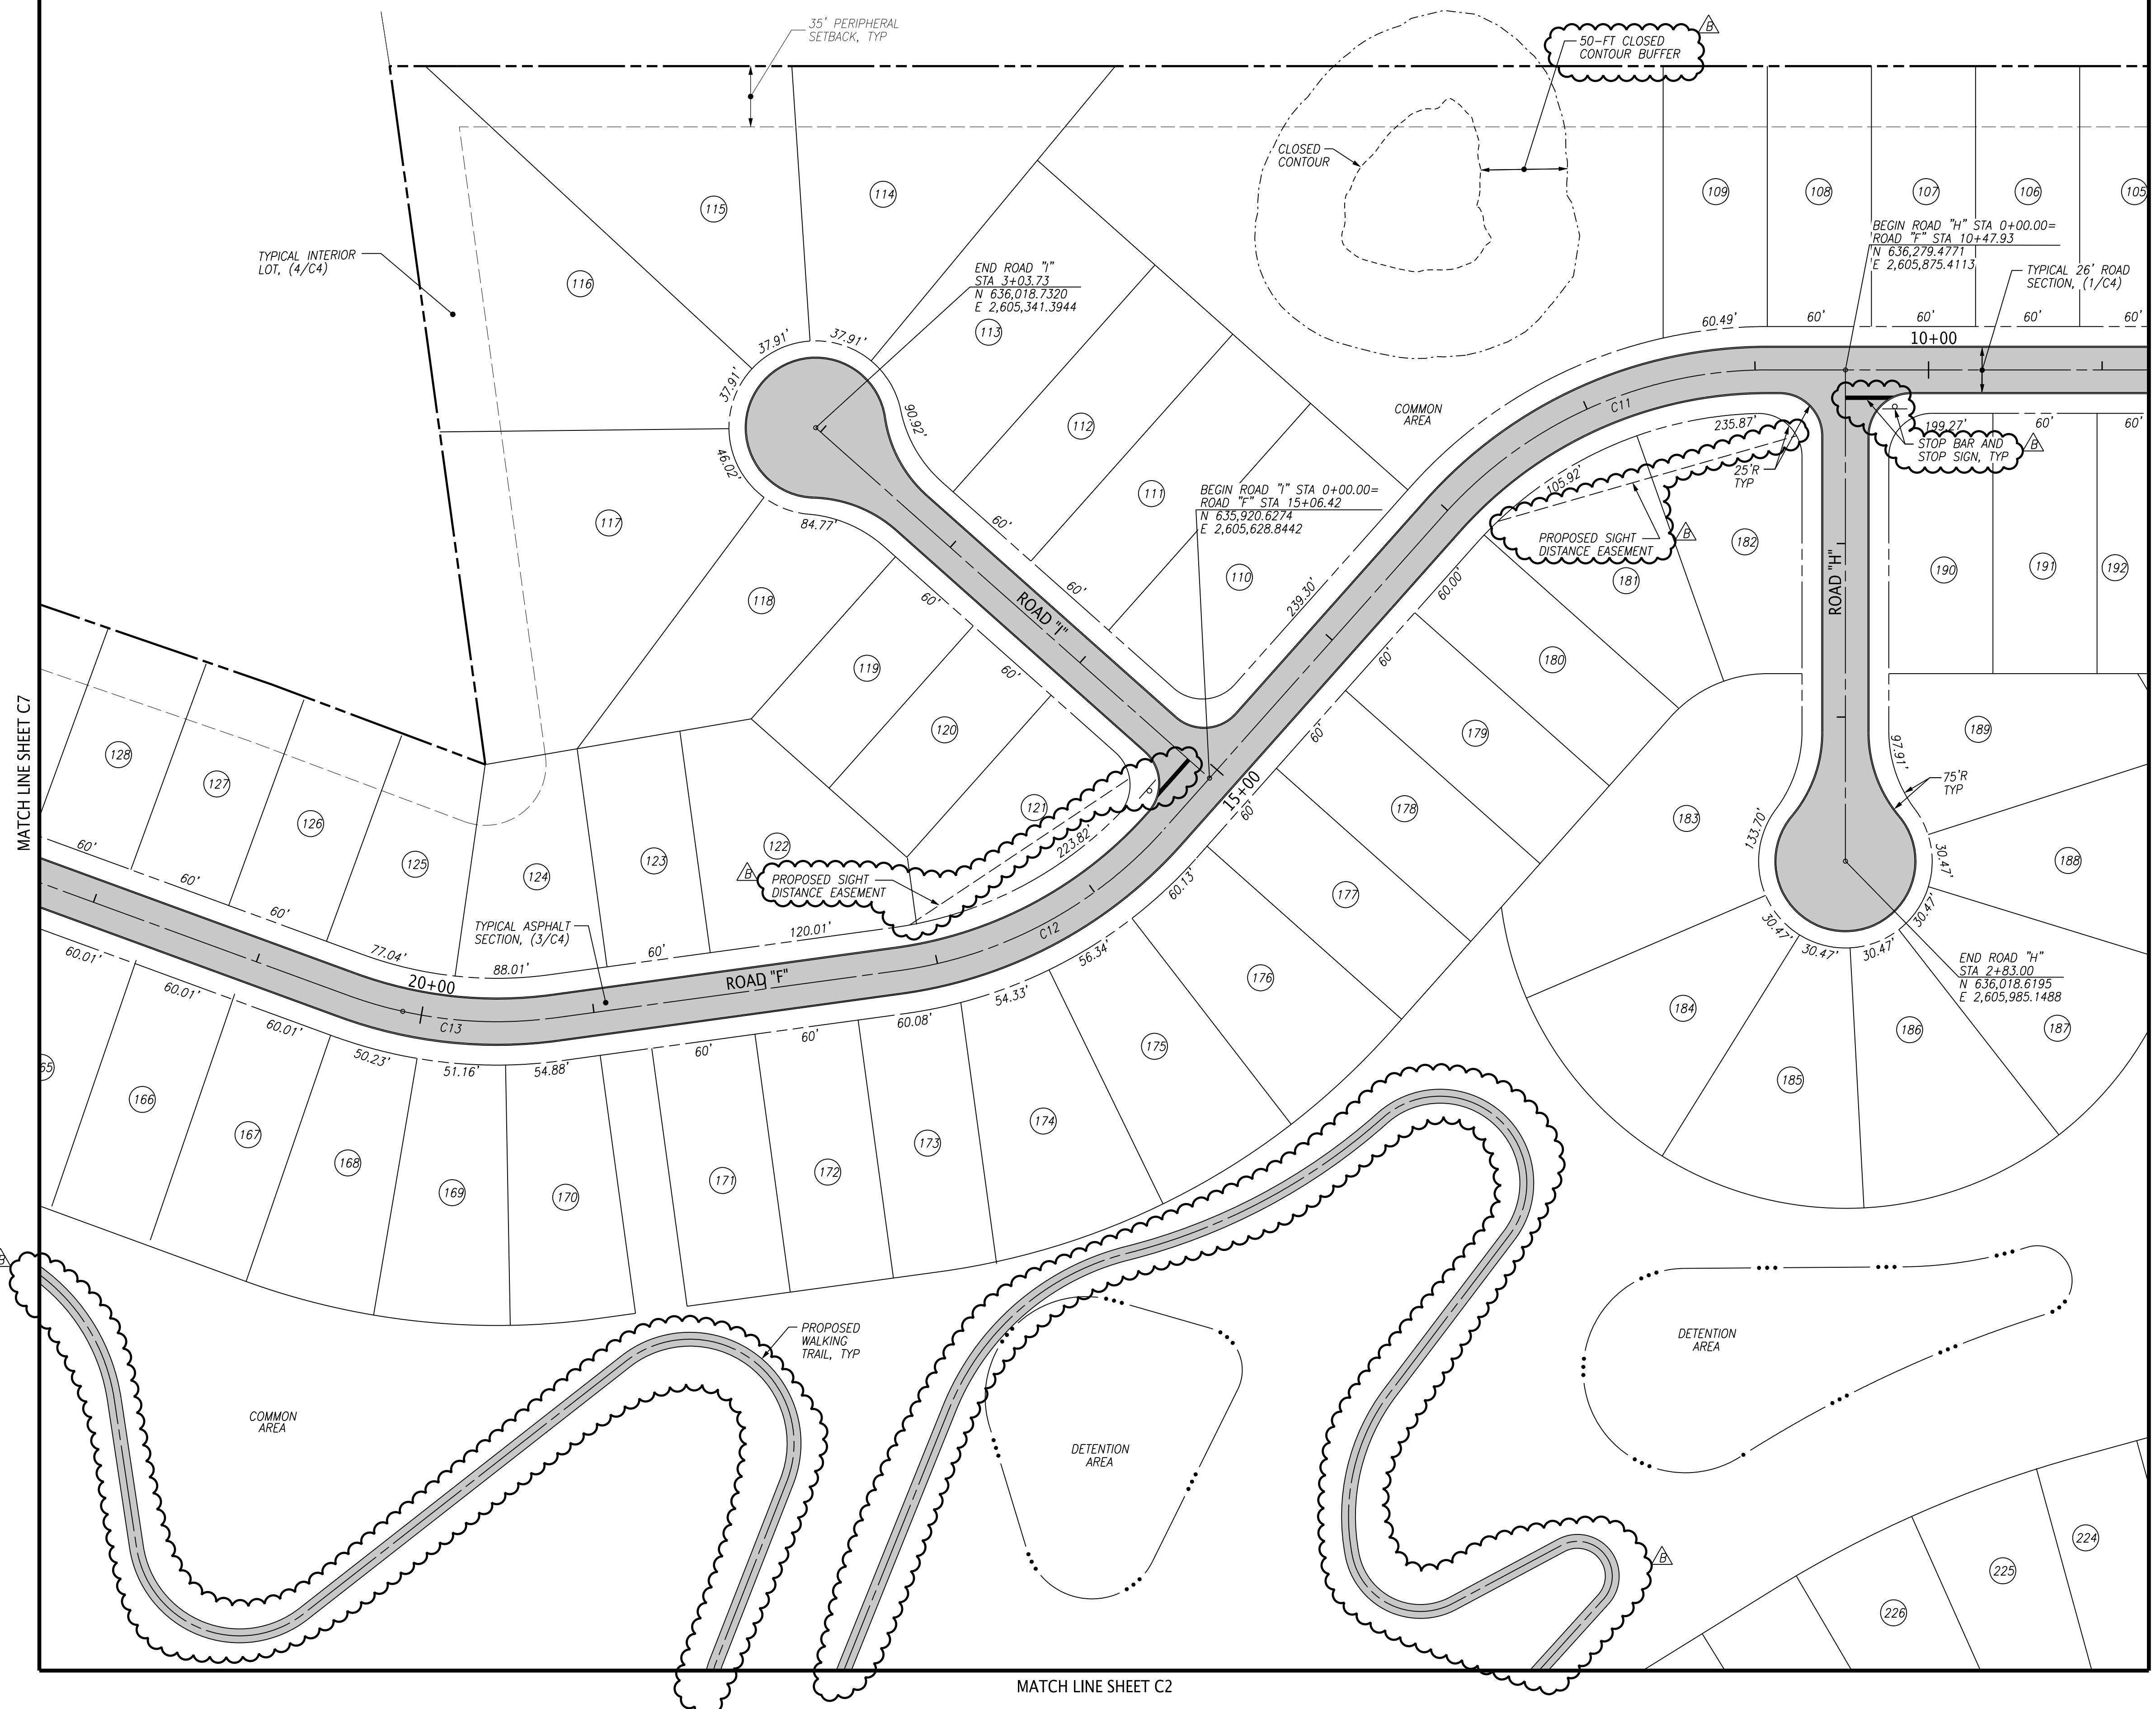 35' PERIPHERAL
SETBACK, TYP
B
50-FT CLOSED
CONTOUR BUFFER
CLOSED
CONTOUR
115
114
109
108
107
106
105
BEGIN ROAD "H" STA 0+00.00=
ROAD "F" STA 10+47.93
N 636,279.4771
E 2,605,875.4113
TYPICAL 26' ROAD
SECTION, (1/C4)
TYPICAL INTERIOR
LOT, (4/C4)
116
END ROAD "I"
STA 3+03.73
N 636,018.7320
E 2,605,341.3944
113
60.49'
60'
60'
60'
60'
10+00
37.91'
37.91'
37.91'
90.92'
46.02'
84.77'
112
COMMON
AREA
C11
235.87'
199.27'
60'
60'
STOP BAR AND
STOP SIGN, TYP
B
25'R
TYP
105.92'
111
BEGIN ROAD "I" STA 0+00.00=
ROAD "F" STA 15+06.42
N 635,920.6274
E 2,605,628.8442
117
60'
60'
PROPOSED SIGHT
DISTANCE EASEMENT
B
182
181
190
191
192
ROAD "H"
110
239.30'
60.00'
118
60'
60'
ROAD "I"
119
180
60'
120
179
60'
189
97.91'
75'R
TYP
MATCH LINE SHEET C7
128
127
126
125
124
123
122
121
223.82'
15+00
60'
178
183
133.70'
188
30.47'
30.47'
30.47'
30.47'
30.47'
60'
60'
60'
77.04'
88.01'
60'
120.01'
B
PROPOSED SIGHT
DISTANCE EASEMENT
TYPICAL ASPHALT
SECTION, (3/C4)
60.13'
177
C12
56.34'
176
END ROAD "H"
STA 2+83.00
N 636,018.6195
E 2,605,985.1488
60.01'
60.01'
60.01'
20+00
C13
ROAD "F"
54.33'
60.08'
60'
60'
54.88'
51.16'
50.23'
184
186
187
185
175
65
166
167
168
169
170
171
172
173
174
B
PROPOSED
WALKING
TRAIL, TYP
DETENTION
AREA
COMMON
AREA
DETENTION
AREA
B
224
225
226
MATCH LINE SHEET C2